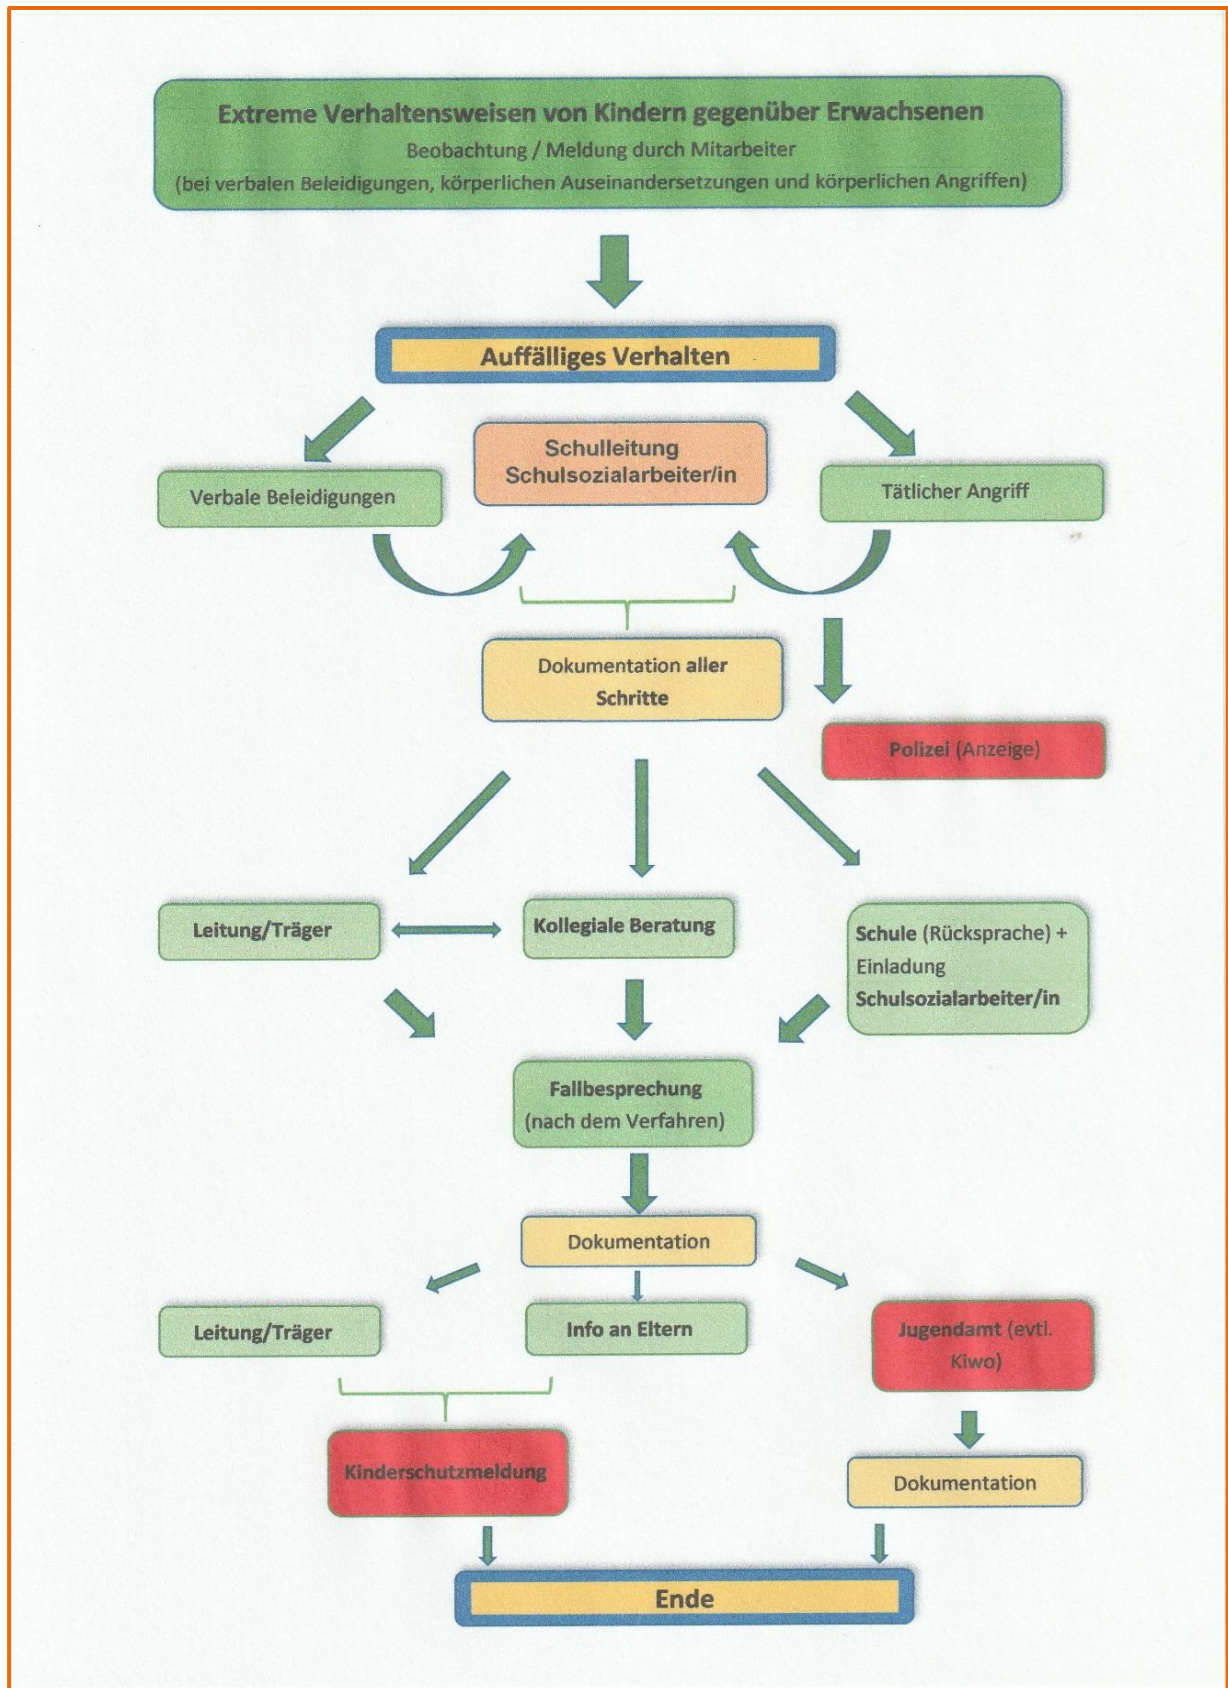 Extreme Verhaltensweisen von Kindern gegenüber Erwachsenen
Beobachtung / Meldung durch Mitarbeiter
(bei verbalen Beleidigungen, körperlichen Auseinandersetzungen und körperlichen Angriffen)
Auffälliges Verhalten
Schulleitung
Schulsozialarbeiter/in
Verbale Beleidigungen
Tätlicher Angriff
Dokumentation aller
Schritte
Polizei (Anzeige)
Leitung/Träger
Kollegiale Beratung
Schule (Rücksprache) +
Einladung
Schulsozialarbeiter/in
Fallbesprechung
(nach dem Verfahren)
Dokumentation
Leitung/Träger
Info an Eltern
Jugendamt (evtl.
Kiwo)
Kinderschutzmeldung
Dokumentation
Ende